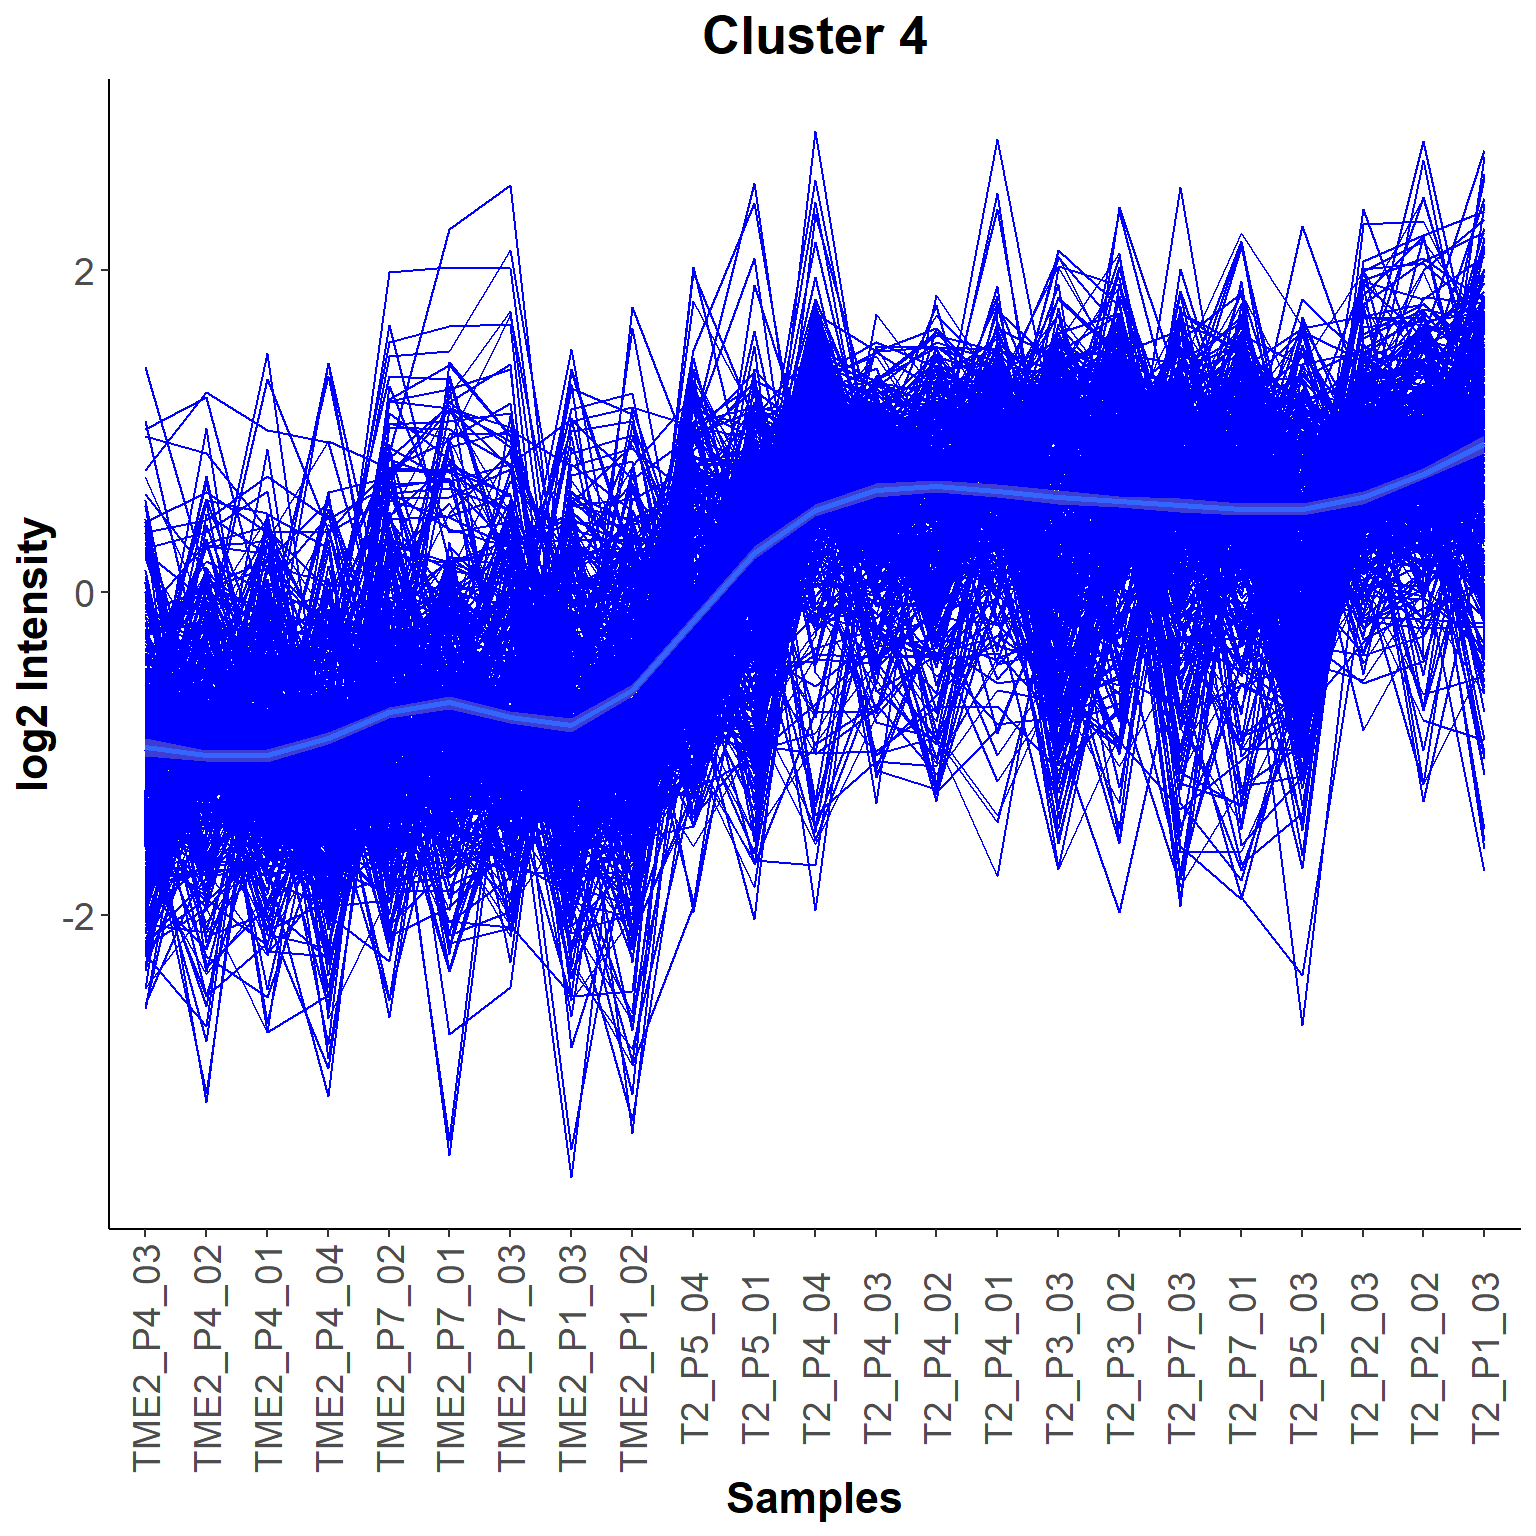 Cluster 4
log2 Intensity
2
0
-2
TME2_P4_03
TME2_P4_02
TME2_P4_01
TME2_P4_04
TME2_P7_02
TME2_P7_01
TME2_P7_03
TME2_P1_03
TME2_P1_02
T2_P5_04
T2_P5_01
T2_P4_04
T2_P4_03
T2_P4_02
T2_P4_01
T2_P3_03
T2_P3_02
T2_P7_03
T2_P7_01
T2_P5_03
T2_P2_03
T2_P2_02
T2_P1_03
Samples